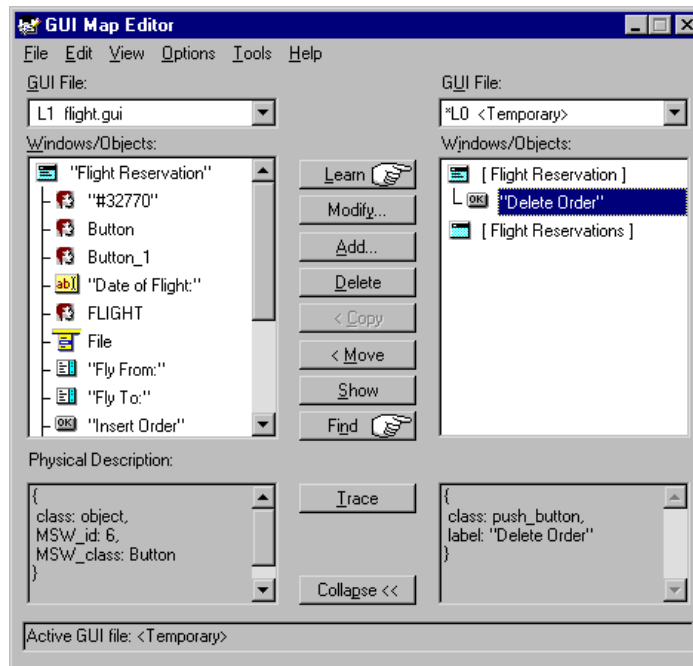 GUI Map Editor
File Edit View Options Tools Help
GUI File:
L1 flight.gui
Windows/Objects:
"Flight Reservation"
"#32770"
Button
Button_1
"Date of Flight:"
FLIGHT
File
"Fly From:"
"Fly To:"
"Insert Order"
Learn
Modify...
Add...
Delete
< Copy
< Move
Show
Find
GUI File:
*L0 <Temporary>
Windows/Objects:
[ Flight Reservation ]
"Delete Order"
[ Flight Reservations ]
Physical Description:
{
class: object,
MSW_id: 6,
MSW_class: Button
}
Trace
Collapse <<
{
class: push_button,
label: "Delete Order"
}
Active GUI file: <Temporary>